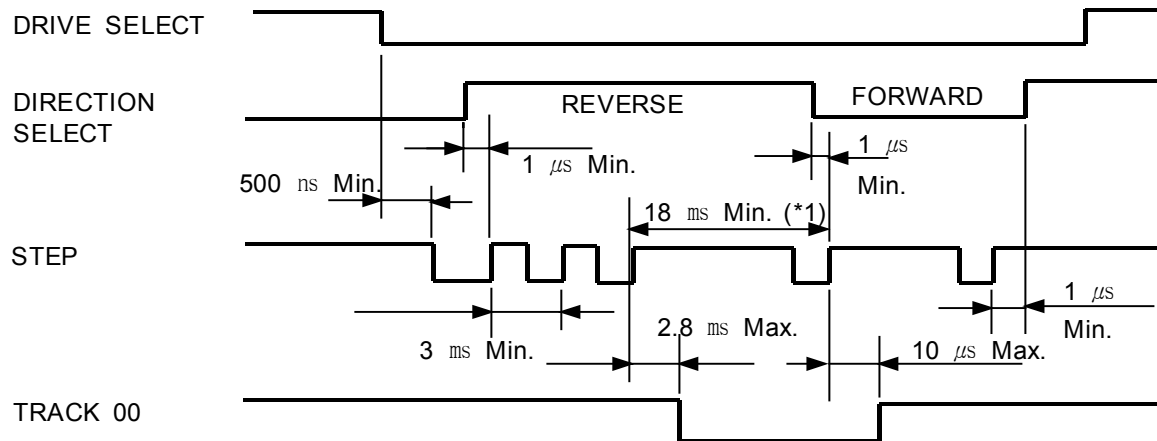 DRIVE SELECT
DIRECTION
SELECT
REVERSE
FORWARD
1 μs
Min.
1 μs
Min.
500 ns Min.
18 ms Min. (*1)
STEP
3 ms Min.
2.8 ms Max.
1 μs
Min.
10 μs Max.
TRACK 00